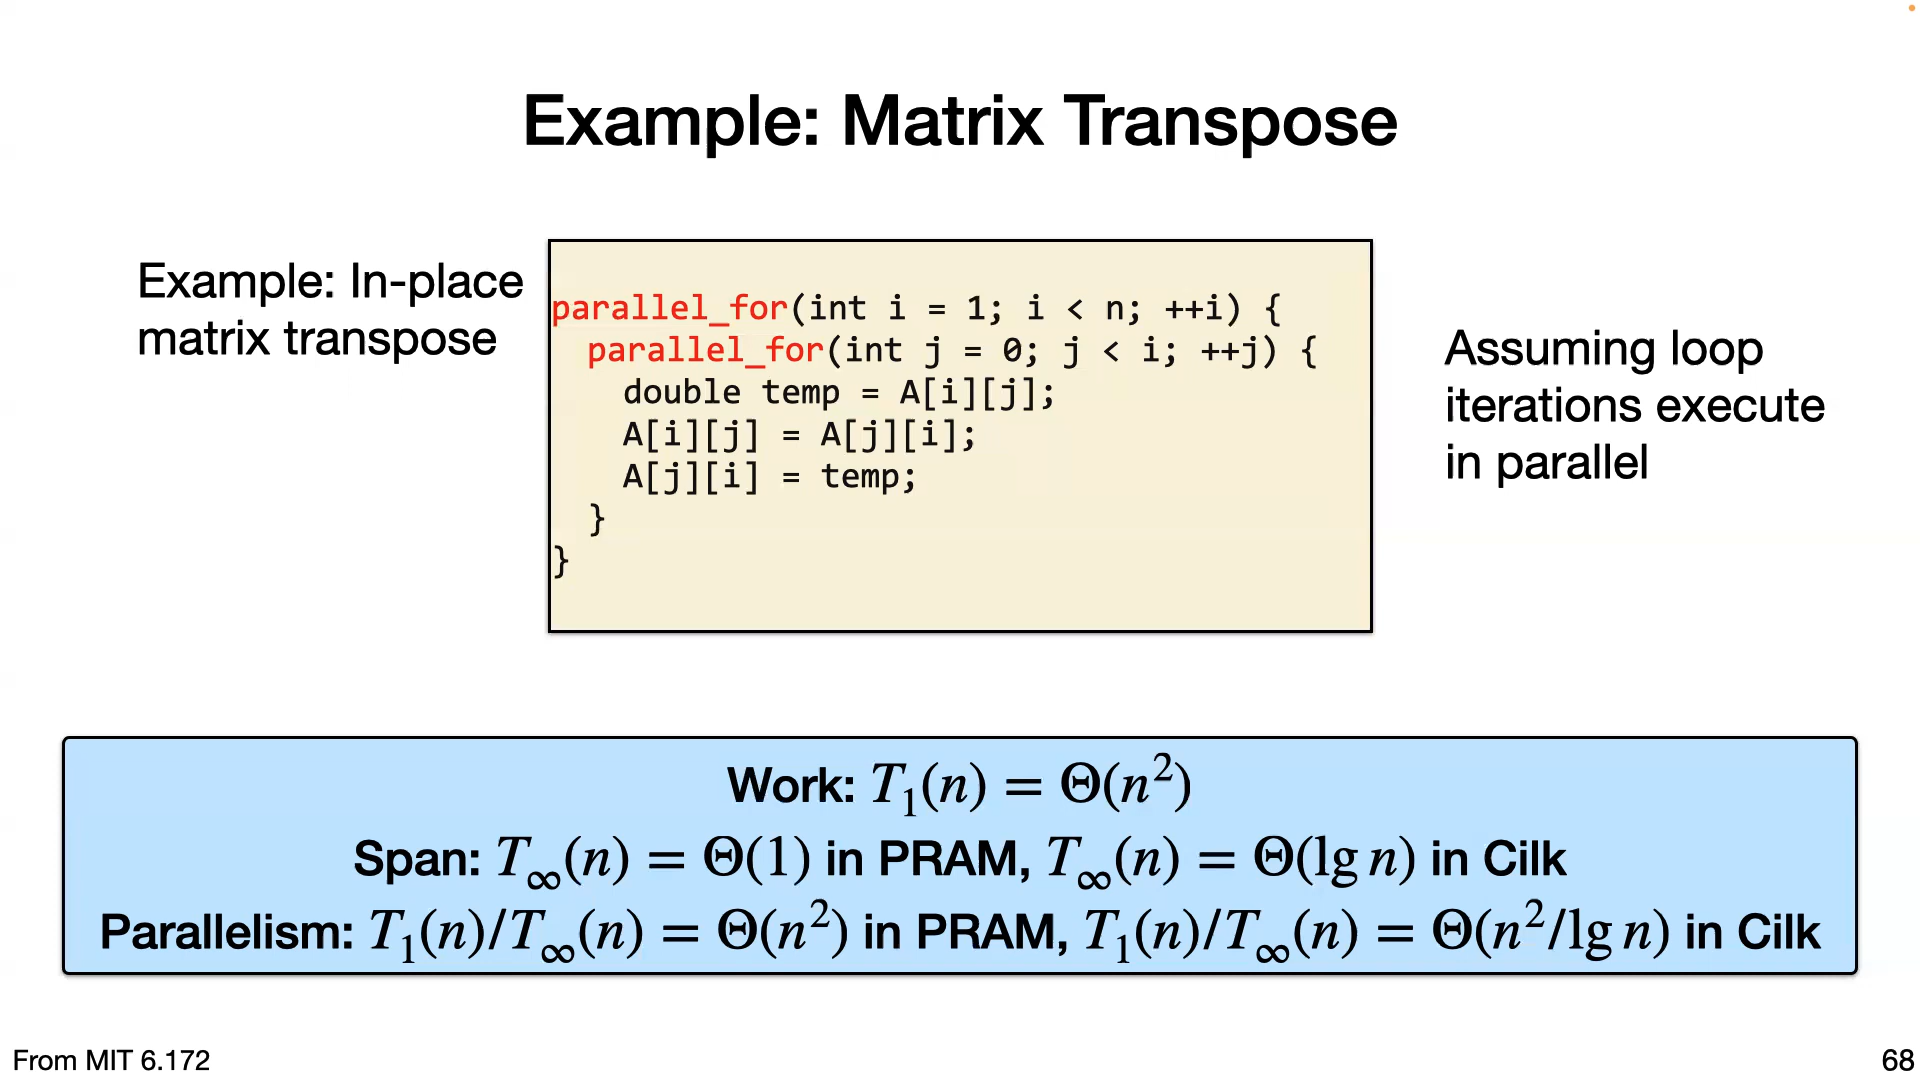 Example: Matrix Transpose
Example: In-place
matrix transpose
parallel_for(int i = 1; i < n; ++i) {
parallel_for(int j = 0; j < i; ++j) {
double temp = A[i][j];
A[i][j] = A[j][i];
A[j][i] = temp;
}
}
Assuming loop
iterations execute
in parallel
Work: T₁(n) = Θ(n²)
Span: T∞(n) = Θ(1) in PRAM, T∞(n) = Θ(lg n) in Cilk
Parallelism: T₁(n)/T∞(n) = Θ(n²) in PRAM, T₁(n)/T∞(n) = Θ(n²/lg n) in Cilk
From MIT 6.172
68